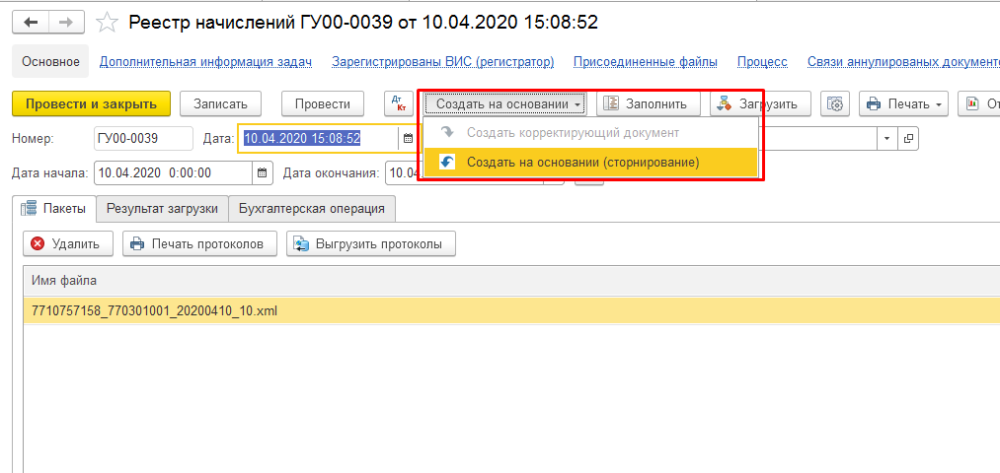 Реестр начислений ГУ00-0039 от 10.04.2020 15:08:52
Основное Дополнительная информация задач Зарегистрированы ВИС (регистратор) Присоединенные файлы Процесс Связи аннулированых документо
Провести и закрыть Записать Провести Дт Кт Создать на основании Заполнить Загрузить Печать От
Создать корректирующий документ
Создать на основании (сторнирование)
Номер: ГУ00-0039 Дата: 10.04.2020 15:08:52
Дата начала: 10.04.2020 0:00:00 Дата окончания: 10.04
Пакеты Результат загрузки Бухгалтерская операция
Удалить Печать протоколов Выгрузить протоколы
Имя файла
7710757158_770301001_20200410_10.xml